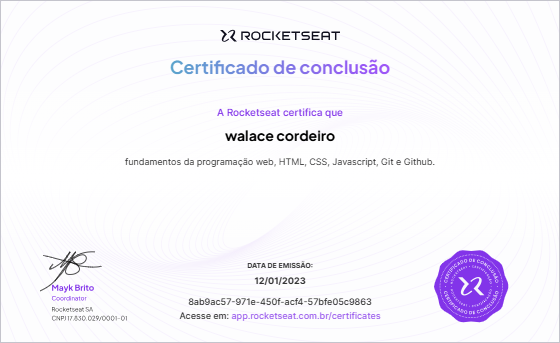 ROCKETSEAT
Certificado de conclusão
A Rocketseat certifica que
walace cordeiro
fundamentos da programação web, HTML, CSS, Javascript, Git e Github.
Mayk Brito
Coordinator
Rocketseat SA
CNPJ 17.830.029/0001-01
DATA DE EMISSÃO:
12/01/2023
8ab9ac57-971e-450f-acf4-57bfe05c9863
Acesse em: app.rocketseat.com.br/certificates
CERTIFICADO DE CONCLUSÃO
CERTIFICADO DE CONCLUSÃO